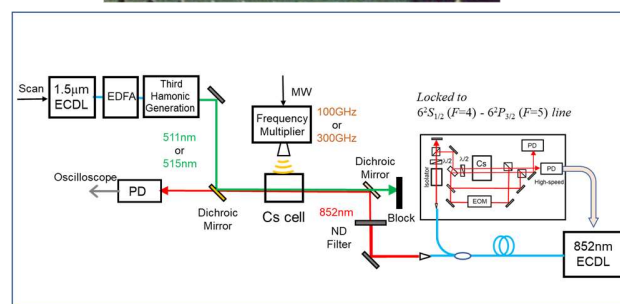 Scan
1.5μm
ECDL
EDFA
Third
Hamonic
Generation
MW
Frequency
Multiplier
100GHz
or
300GHz
Locked to
6²S₁/₂ (F=4) - 6²P₃/₂ (F=5) line
511nm
or
515nm
Oscilloscope
PD
Dichroic
Mirror
Cs cell
Dichroic
Mirror
Block
852nm
ND
Filter
Isolator
λ/2
λ/2
Cs
PD
PD
High-speed
EOM
852nm
ECDL